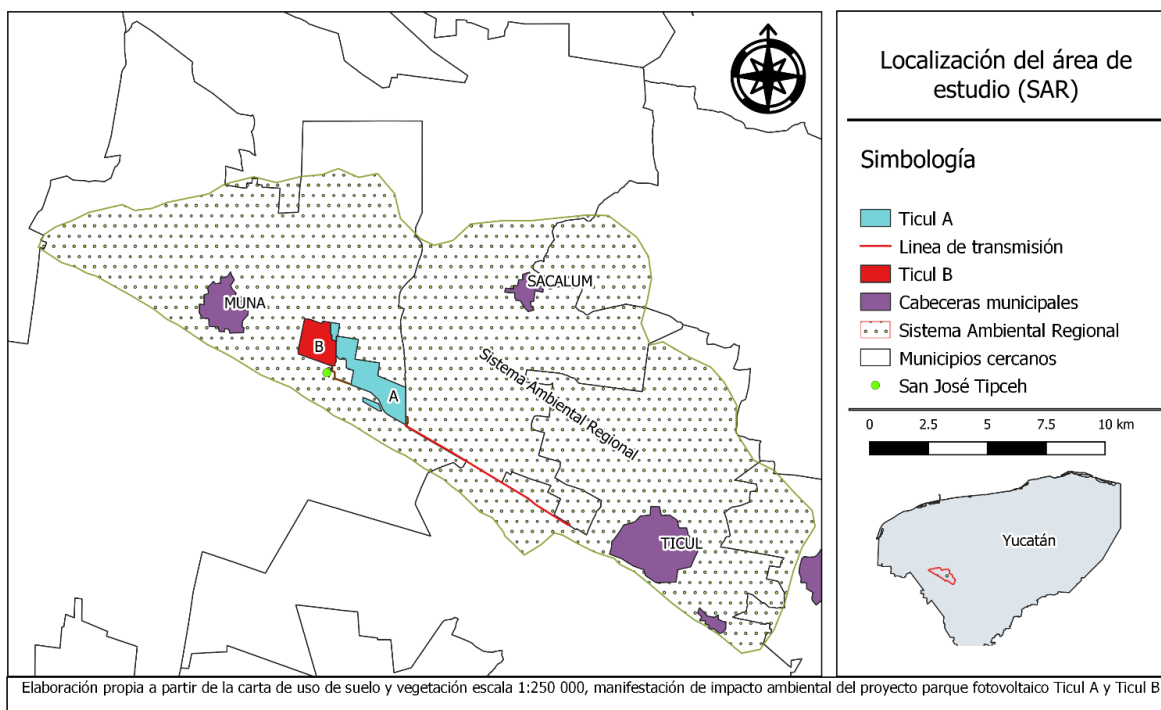 MUNA
SACALUM
B
Sistema Ambiental Regional
A
TICUL
Localización del área de
estudio (SAR)
Simbología
Ticul A
Linea de transmisión
Ticul B
Cabeceras municipales
Sistema Ambiental Regional
Municipios cercanos
San José Tipceh
0 2.5 5 7.5 10 km
Yucatán
Elaboración propia a partir de la carta de uso de suelo y vegetación escala 1:250 000, manifestación de impacto ambiental del proyecto parque fotovoltaico Ticul A y Ticul B